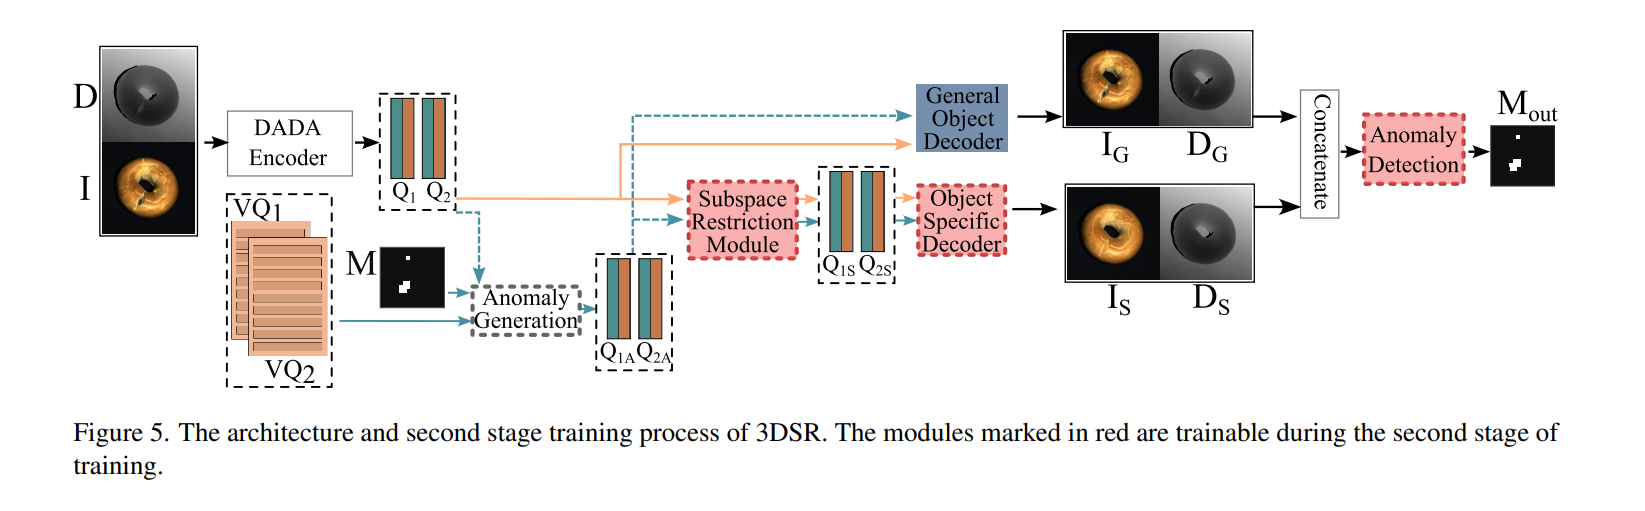 D
I
DADA
Encoder
Q1 Q2
VQ1
VQ2
M
Anomaly
Generation
Q1A Q2A
Subspace
Restriction
Module
Q1S Q2S
General
Object
Decoder
Object
Specific
Decoder
IG DG
IS DS
Concatenate
Anomaly
Detection
Mout
Figure 5. The architecture and second stage training process of 3DSR. The modules marked in red are trainable during the second stage of
training.